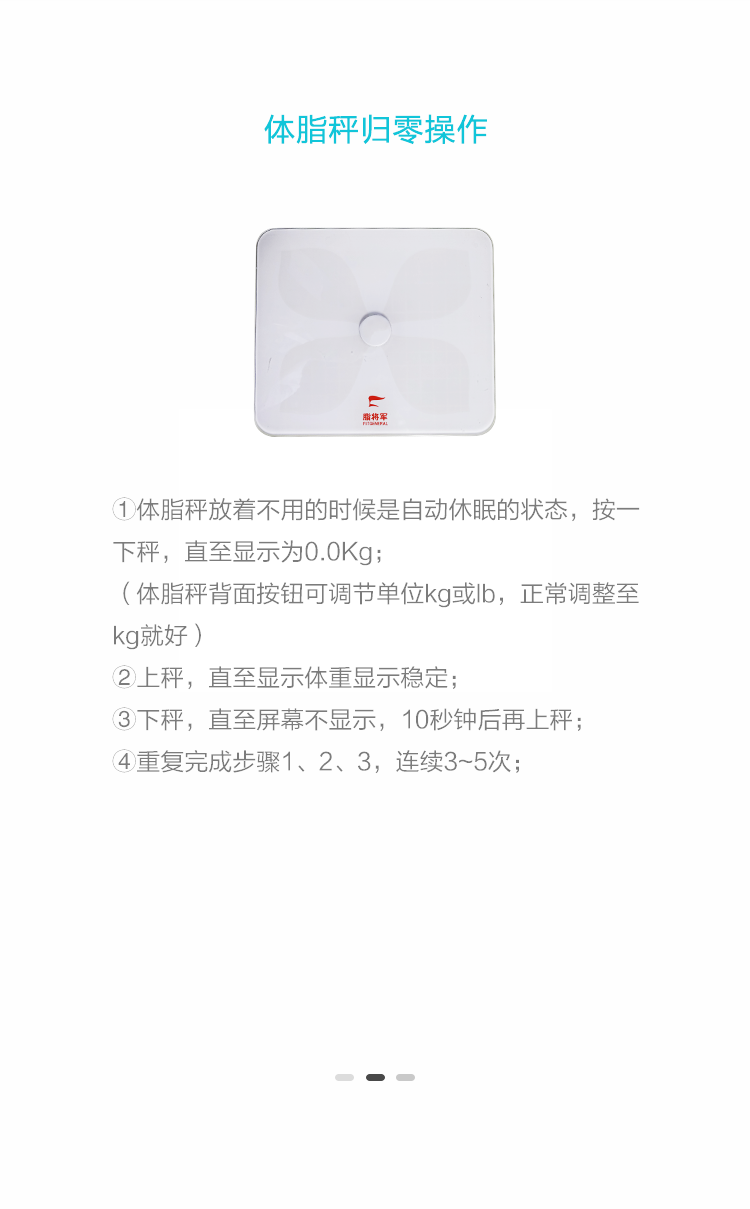 体脂秤归零操作
脂将军
FITGENERAL
①体脂秤放着不用的时候是自动休眠的状态，按一
下秤，直至显示为0.0Kg；
（体脂秤背面按钮可调节单位kg或lb，正常调整至
kg就好）
②上秤，直至显示体重显示稳定；
③下秤，直至屏幕不显示，10秒钟后再上秤；
④重复完成步骤1、2、3，连续3~5次；